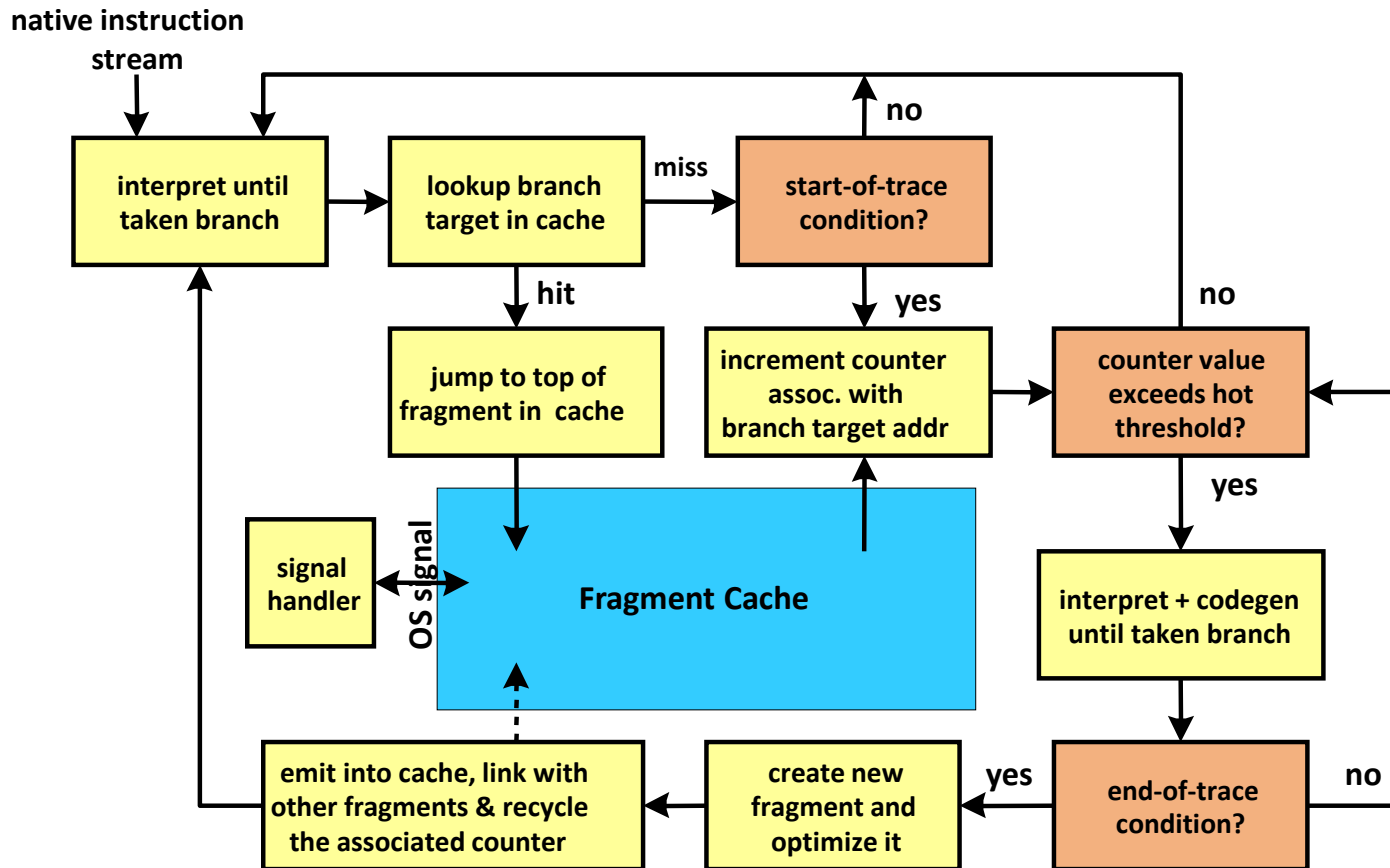 native instruction
stream
no
interpret until
taken branch
lookup branch
target in cache
miss
start-of-trace
condition?
hit
yes
no
jump to top of
fragment in cache
increment counter
assoc. with
branch target addr
counter value
exceeds hot
threshold?
yes
signal
handler
OS signal
Fragment Cache
interpret + codegen
until taken branch
emit into cache, link with
other fragments & recycle
the associated counter
create new
fragment and
optimize it
yes
end-of-trace
condition?
no